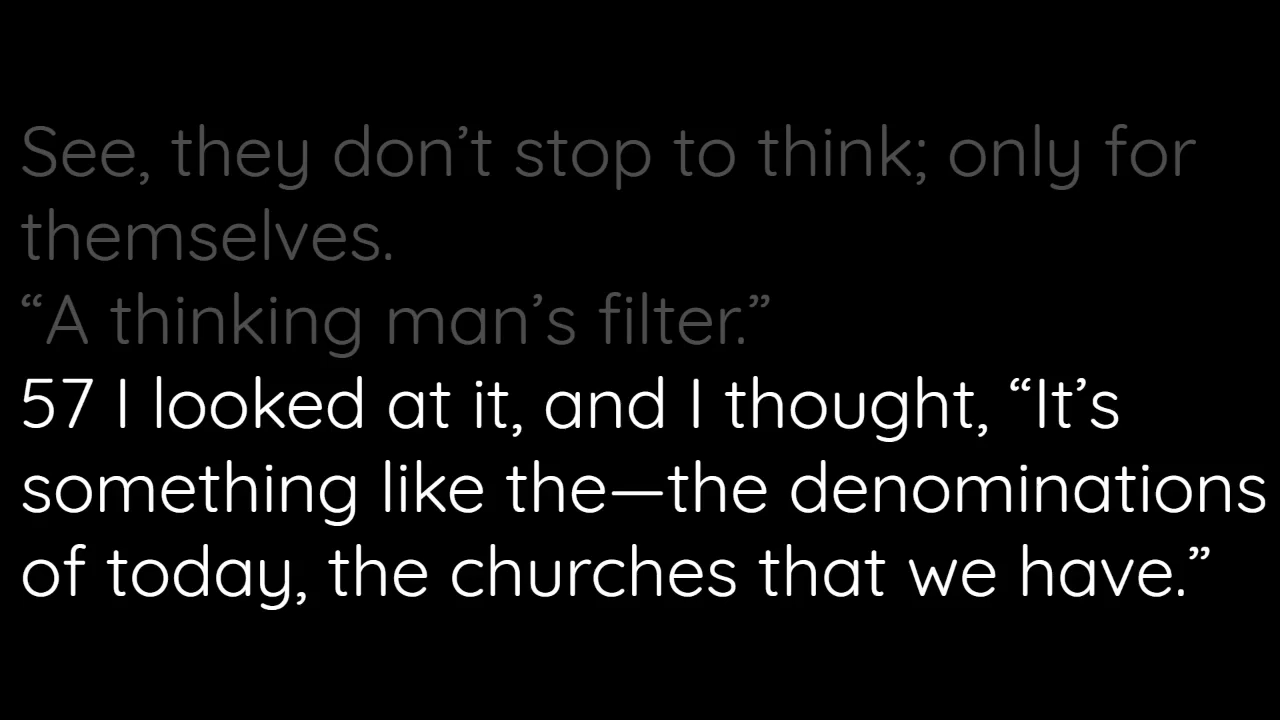 See, they don’t stop to think; only for
themselves.
“A thinking man’s filter.”
57 I looked at it, and I thought, “It’s
something like the—the denominations
of today, the churches that we have.”